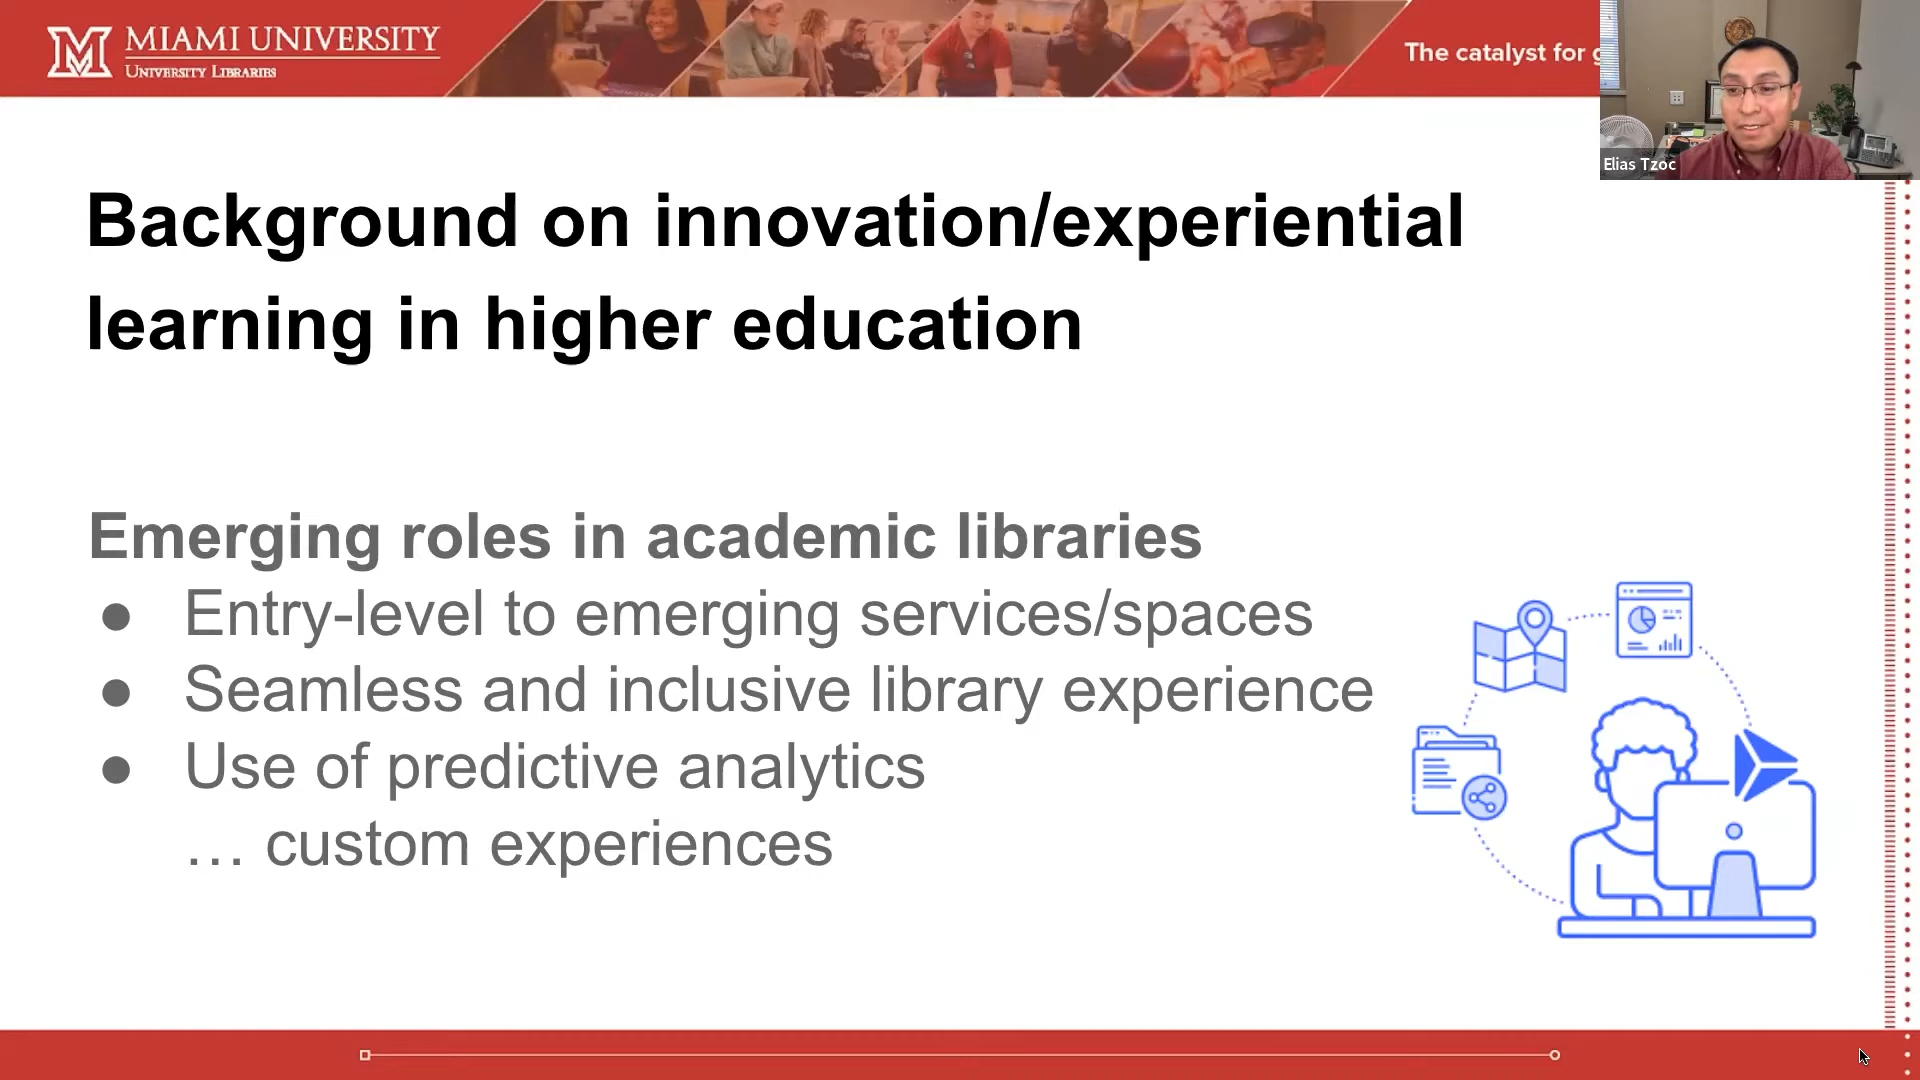 MIAMI UNIVERSITY
UNIVERSITY LIBRARIES
The catalyst for
Elias Tzoc
Background on innovation/experiential
learning in higher education
Emerging roles in academic libraries
● Entry-level to emerging services/spaces
● Seamless and inclusive library experience
● Use of predictive analytics
… custom experiences